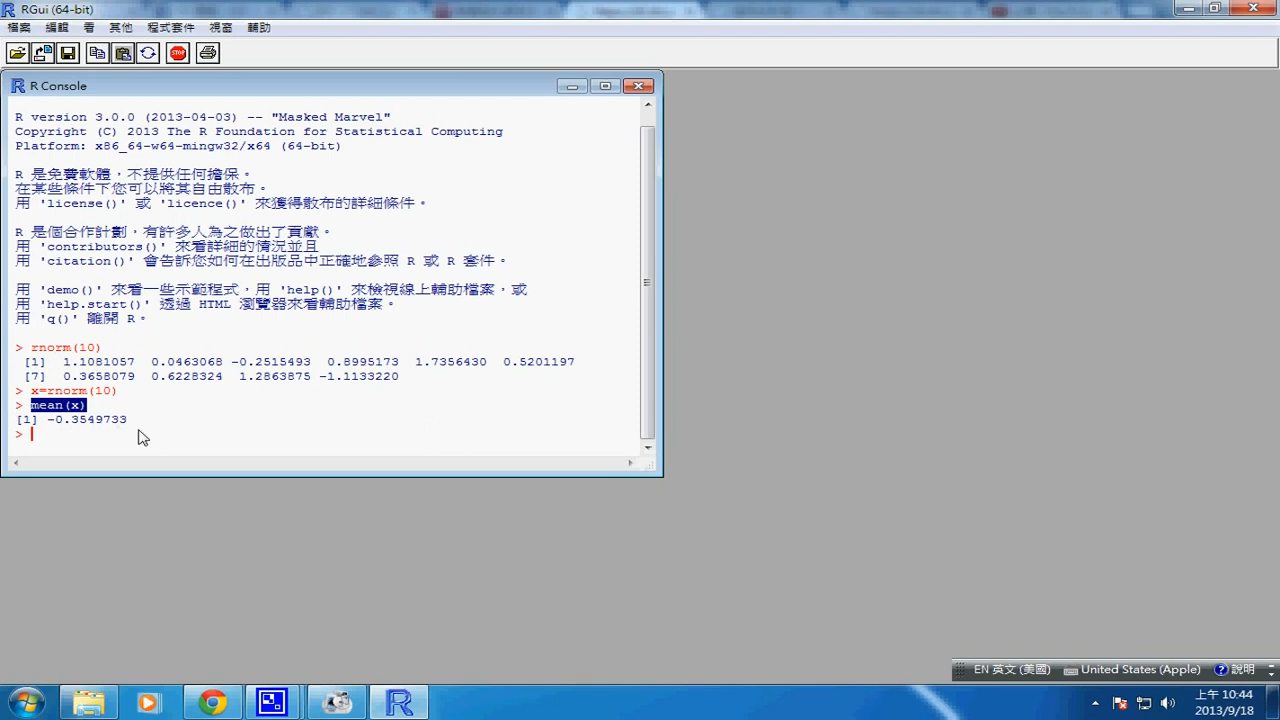 RGui (64-bit)
檔案 編輯 看 其他 程式套件 視窗 輔助
STOP
R Console
R version 3.0.0 (2013-04-03) -- "Masked Marvel"
Copyright (C) 2013 The R Foundation for Statistical Computing
Platform: x86_64-w64-mingw32/x64 (64-bit)
R 是免費軟體，不提供任何擔保。
在某些條件下您可以將其自由散布。
用 'license()' 或 'licence()' 來獲得散布的詳細條件。
R 是個合作計劃，有許多人為之做出了貢獻。
用 'contributors()' 來看詳細的情況並且
用 'citation()' 會告訴您如何在出版品中正確地參照 R 或 R 套件。
用 'demo()' 來看一些示範程式，用 'help()' 來檢視線上輔助檔案，或
用 'help.start()' 透過 HTML 瀏覽器來看輔助檔案。
用 'q()' 離開 R。
> rnorm(10)
[1] 1.1081057 0.0463068 -0.2515493 0.8995173 1.7356430 0.5201197
[7] 0.3658079 0.6228324 1.2863875 -1.1133220
> x=rnorm(10)
> mean(x)
[1] -0.3549733
>
EN 英文 (美國) United States (Apple) ? 說明
上午 10:44
2013/9/18